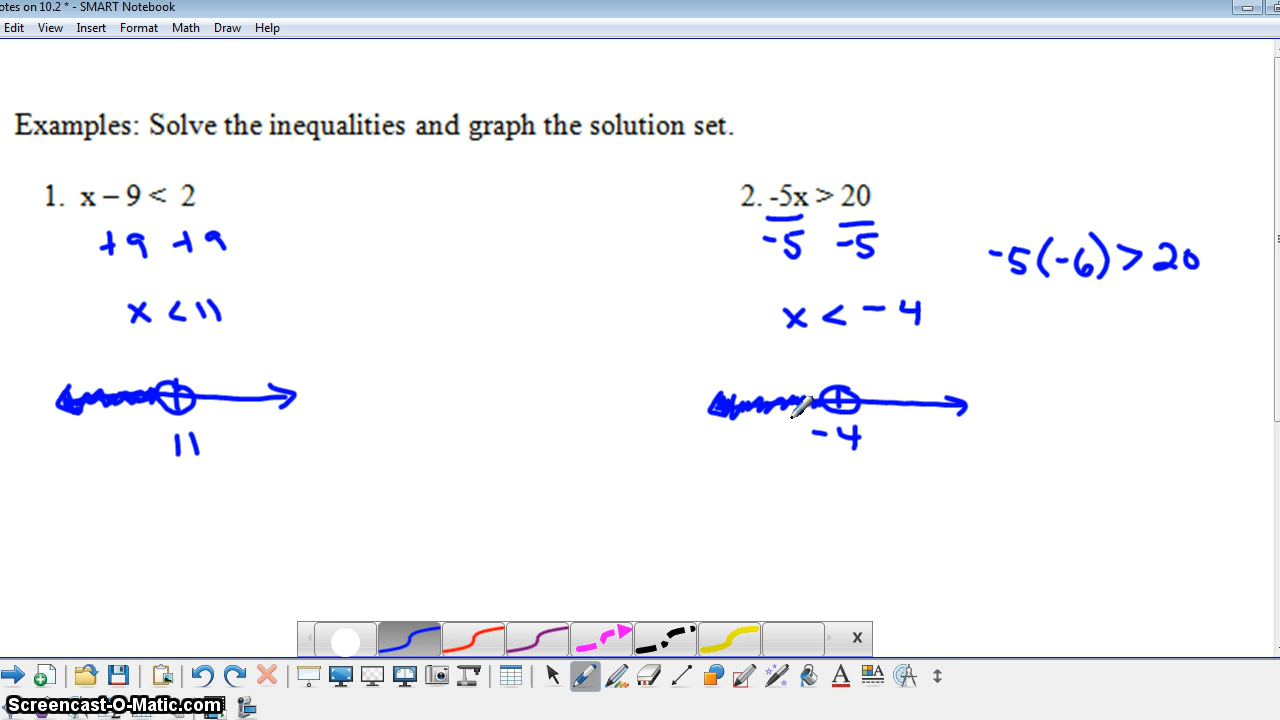 otes on 10.2 * - SMART Notebook
Edit View Insert Format Math Draw Help
Examples: Solve the inequalities and graph the solution set.
1. x – 9 < 2
+9 +9
x < 11
11
2. -5x > 20
-5 -5
x < -4
-4
-5(-6) > 20
x
A
Screencast-O-Matic.com